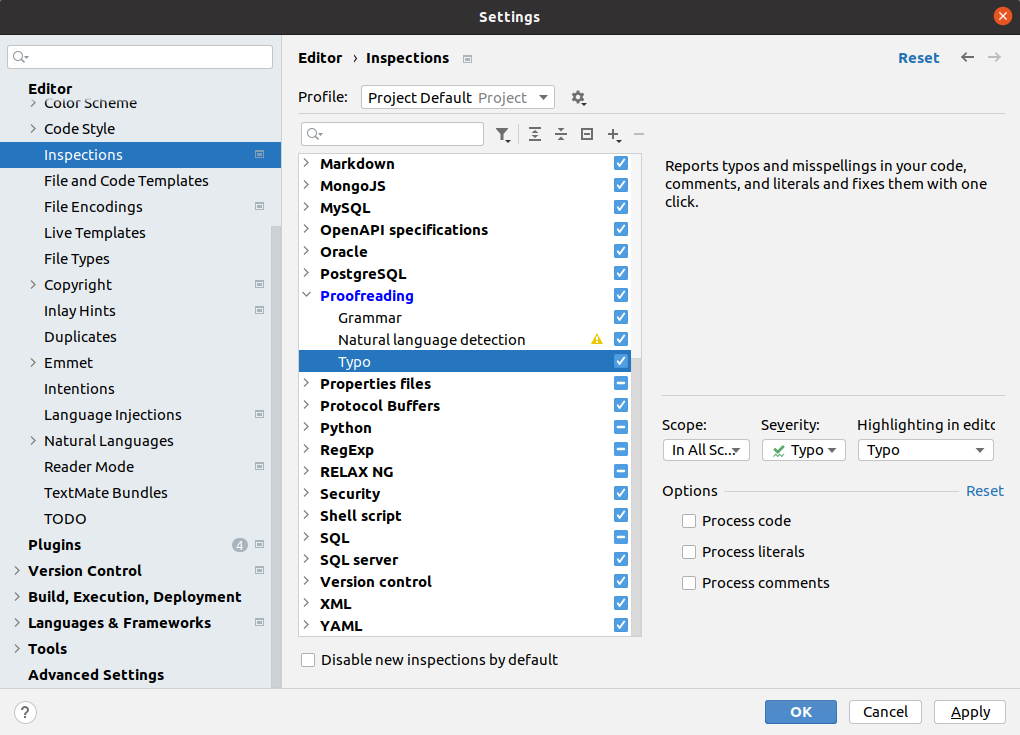 Settings
Editor › Inspections
Reset
Editor
Color Scheme
Code Style
Inspections
File and Code Templates
File Encodings
Live Templates
File Types
Copyright
Inlay Hints
Duplicates
Emmet
Intentions
Language Injections
Natural Languages
Reader Mode
TextMate Bundles
TODO
Plugins 4
Version Control
Build, Execution, Deployment
Languages & Frameworks
Tools
Advanced Settings
Profile: Project Default Project
Markdown
MongoJS
MySQL
OpenAPI specifications
Oracle
PostgreSQL
Proofreading
Grammar
Natural language detection
Typo
Properties files
Protocol Buffers
Python
RegExp
RELAX NG
Security
Shell script
SQL
SQL server
Version control
XML
YAML
Disable new inspections by default
Reports typos and misspellings in your code,
comments, and literals and fixes them with one
click.
Scope: Severity: Highlighting in edito
In All Sc... Typo Typo
Options Reset
Process code
Process literals
Process comments
? OK Cancel Apply